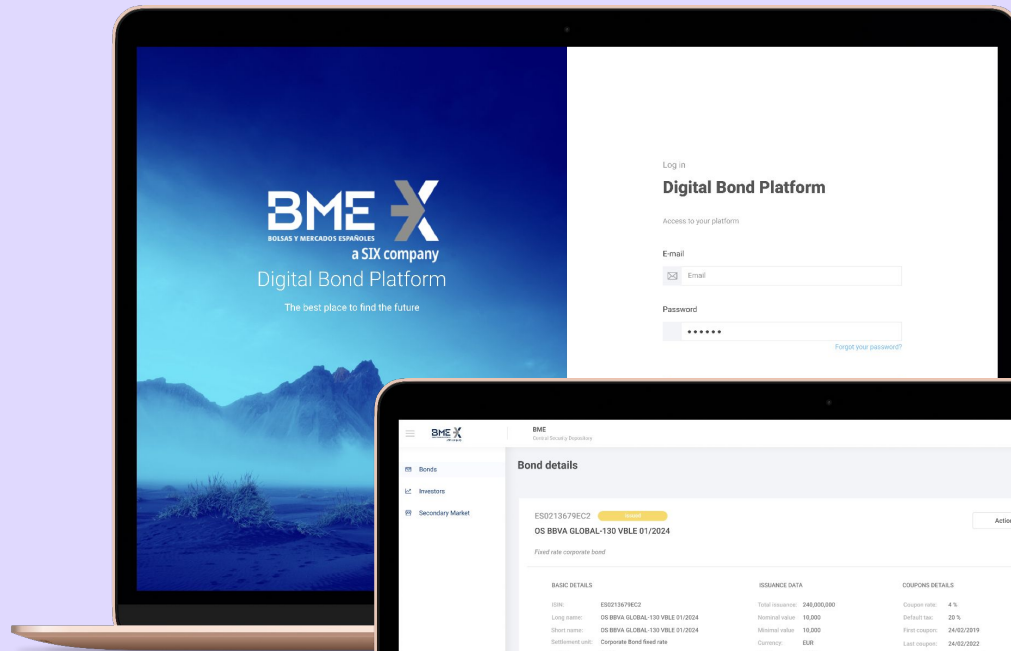 BME X
BOLSAS Y MERCADOS ESPAÑOLES
a SIX company
Digital Bond Platform
The best place to find the future
Log in
Digital Bond Platform
Access to your platform
E-mail
Email
Password
••••••
Forgot your password?
BME
BME
Central Security Depository
Bonds
Investors
Secondary Market
Bond details
ES0213679EC2
OS BBVA GLOBAL-130 VBLE 01/2024
Fixed rate corporate bond
BASIC DETAILS
ISIN: ES0213679EC2
Long name: OS BBVA GLOBAL-130 VBLE 01/2024
Short name: OS BBVA GLOBAL-130 VBLE 01/2024
Settlement unit: Corporate Bond fixed rate
ISSUANCE DATA
Total issuance: 240,000,000
Nominal value: 10,000
Minimal value: 10,000
Currency: EUR
COUPONS DETAILS
Coupon rate: 4 %
Default tax: 20 %
First coupon: 24/02/2019
Last coupon: 24/02/2022